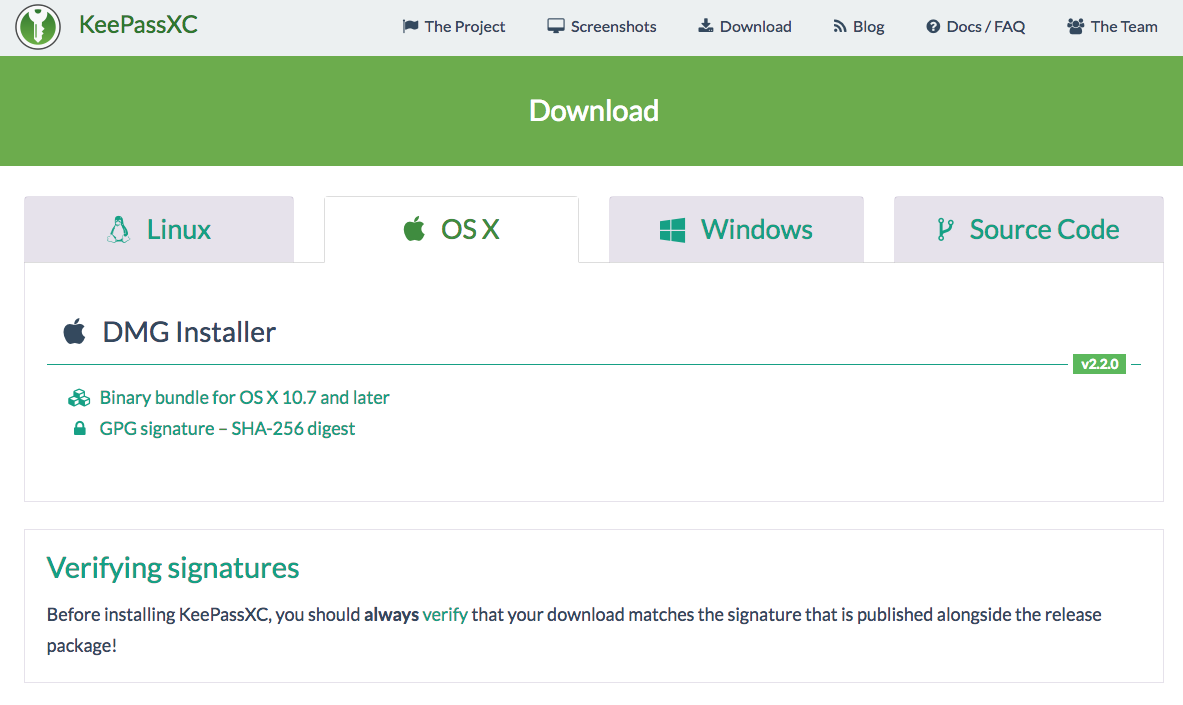 KeePassXC
The Project
Screenshots
Download
Blog
Docs / FAQ
The Team
Download
Linux
OS X
Windows
Source Code
DMG Installer
v2.2.0
Binary bundle for OS X 10.7 and later
GPG signature – SHA-256 digest
Verifying signatures
Before installing KeePassXC, you should always verify that your download matches the signature that is published alongside the release
package!